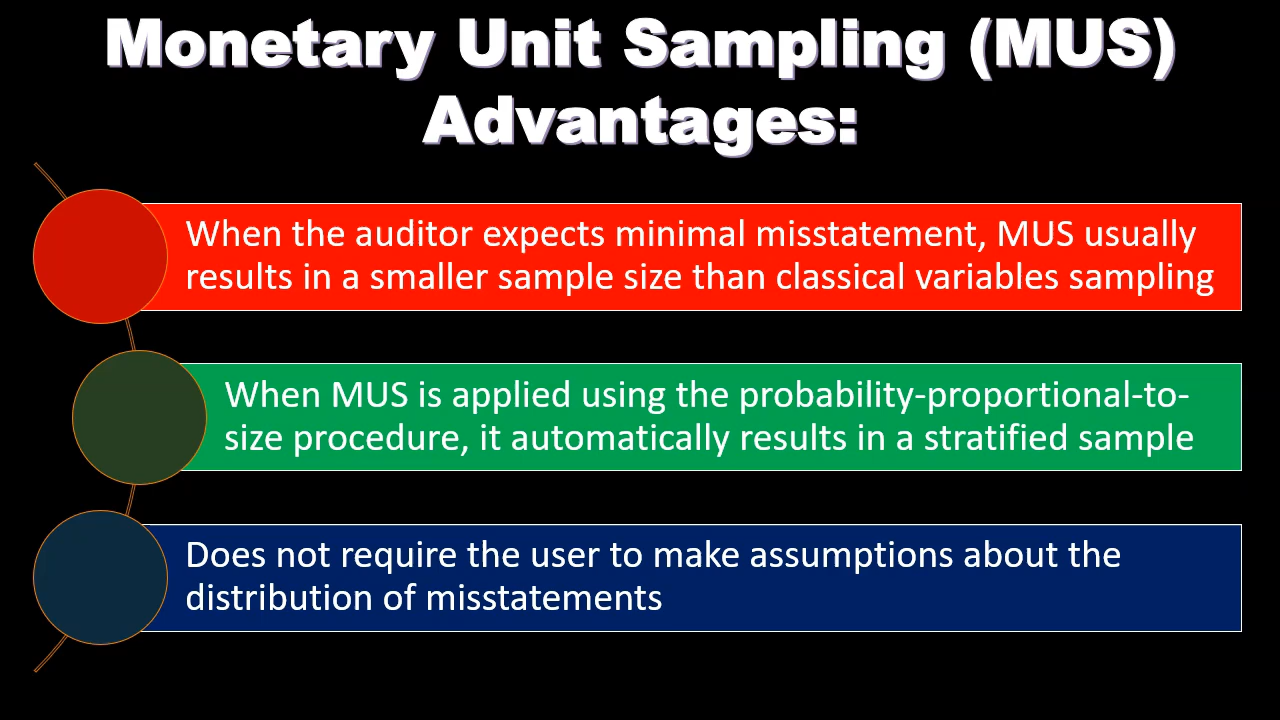 Monetary Unit Sampling (MUS)
Advantages:
When the auditor expects minimal misstatement, MUS usually
results in a smaller sample size than classical variables sampling
When MUS is applied using the probability-proportional-to-
size procedure, it automatically results in a stratified sample
Does not require the user to make assumptions about the
distribution of misstatements